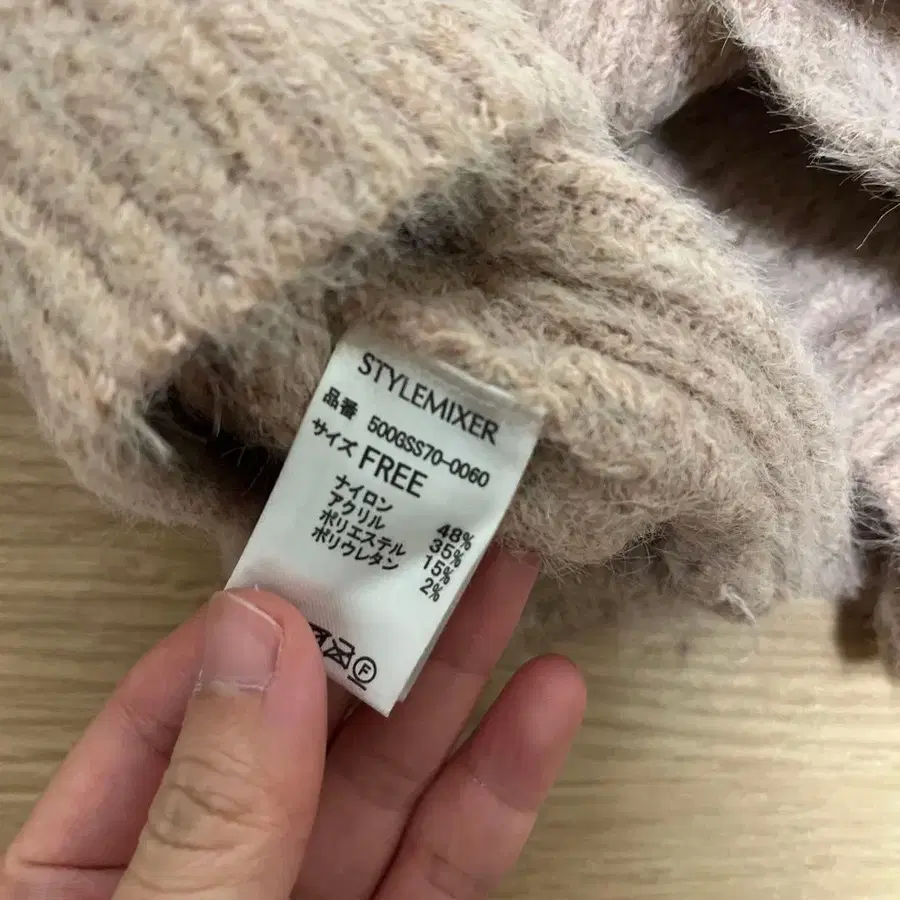 STYLEMIXER
品番 500GSS70-0060
サイズ FREE
ナイロン 48%
アクリル 35%
ポリエステル 15%
ポリウレタン 2%
F